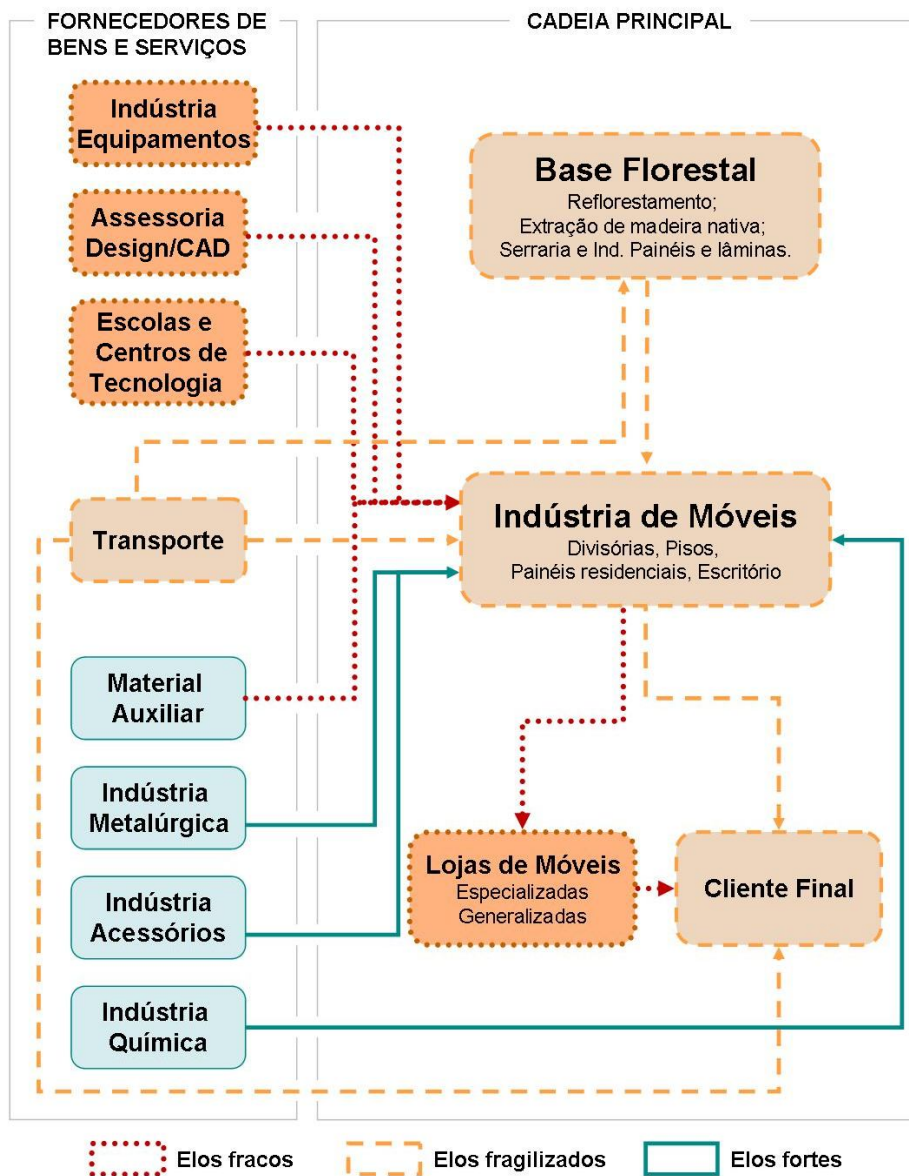 FORNECEDORES DE
BENS E SERVIÇOS
CADEIA PRINCIPAL
Indústria
Equipamentos
Assessoria
Design/CAD
Escolas e
Centros de
Tecnologia
Transporte
Material
Auxiliar
Indústria
Metalúrgica
Indústria
Acessórios
Indústria
Química
Base Florestal
Reflorestamento;
Extração de madeira nativa;
Serraria e Ind. Painéis e lâminas.
Indústria de Móveis
Divisórias, Pisos,
Painéis residenciais, Escritório
Lojas de Móveis
Especializadas
Generalizadas
Cliente Final
Elos fracos
Elos fragilizados
Elos fortes